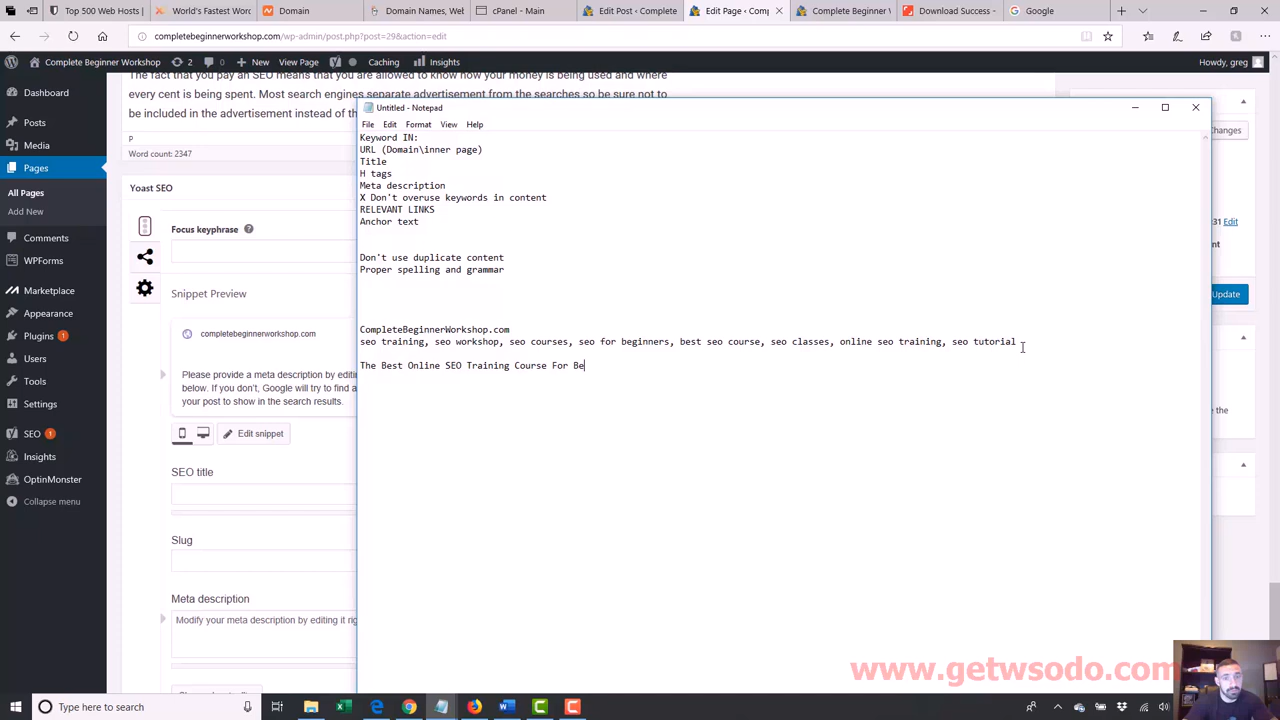 Top 500 Web Hosts |
World's Fastest Worc
Domain
cPanel - Main
Edit Post ‹ Complete
Edit Page ‹ Comp
Complete Beginner W
Download Success -
Google
completebeginnerworkshop.com/wp-admin/post.php?post=29&action=edit
Complete Beginner Workshop
2
0
New
View Page
Caching
Insights
Howdy, greg
Dashboard
Posts
Media
Pages
All Pages
Add New
Comments
WPForms
Marketplace
Appearance
Plugins 1
Users
Tools
Settings
SEO 1
Insights
OptinMonster
Collapse menu
The fact that you pay an SEO means that you are allowed to know how your money is being used and where
every cent is being spent. Most search engines separate advertisement from the searches so be sure not to
be included in the advertisement instead of th
p
Word count: 2347
Yoast SEO
Focus keyphrase
Snippet Preview
completebeginnerworkshop.com
Please provide a meta description by editing
below. If you don't, Google will try to find a
your post to show in the search results.
Edit snippet
SEO title
Slug
Meta description
Modify your meta description by editing it rig
Untitled - Notepad
File Edit Format View Help
Keyword IN:
URL (Domain\inner page)
Title
H tags
Meta description
X Don't overuse keywords in content
RELEVANT LINKS
Anchor text
Don't use duplicate content
Proper spelling and grammar
CompleteBeginnerWorkshop.com
seo training, seo workshop, seo courses, seo for beginners, best seo course, seo classes, online seo training, seo tutorial
The Best Online SEO Training Course For Be
Changes
:31 Edit
Update
www.getwsodo.com
Type here to search